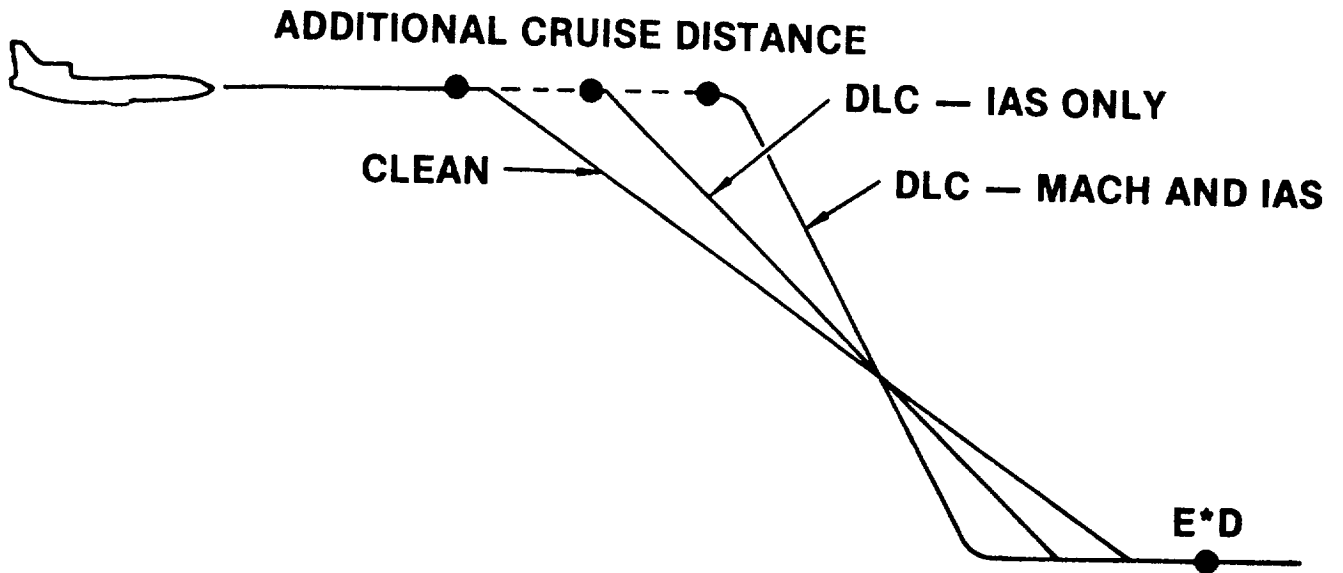 ADDITIONAL CRUISE DISTANCE
DLC — IAS ONLY
CLEAN
DLC — MACH AND IAS
E*D